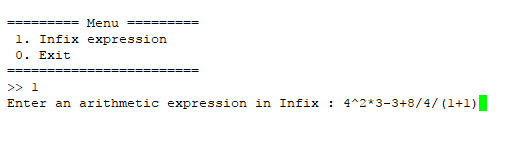 ========= Menu =========
1. Infix expression
0. Exit
========================
>> 1
Enter an arithmetic expression in Infix : 4^2*3-3+8/4/(1+1)